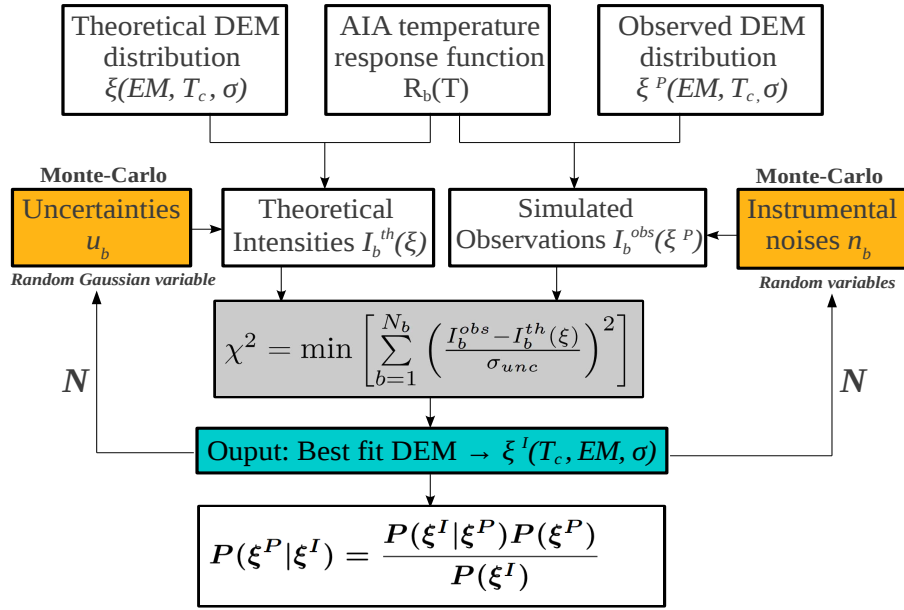 Theoretical DEM
distribution
ξ(EM, T_c, σ)
AIA temperature
response function
R_b(T)
Observed DEM
distribution
ξ^P(EM, T_c, σ)
Monte-Carlo
Uncertainties
u_b
Random Gaussian variable
Theoretical
Intensities I_b^th(ξ)
Simulated
Observations I_b^obs(ξ^P)
Monte-Carlo
Instrumental
noises n_b
Random variables
χ² = min [ ∑_{b=1}^{N_b} ( (I_b^obs − I_b^th(ξ)) / σ_unc )² ]
N
N
Ouput: Best fit DEM → ξ^I(T_c, EM, σ)
P(ξ^P|ξ^I) = P(ξ^I|ξ^P)P(ξ^P) / P(ξ^I)